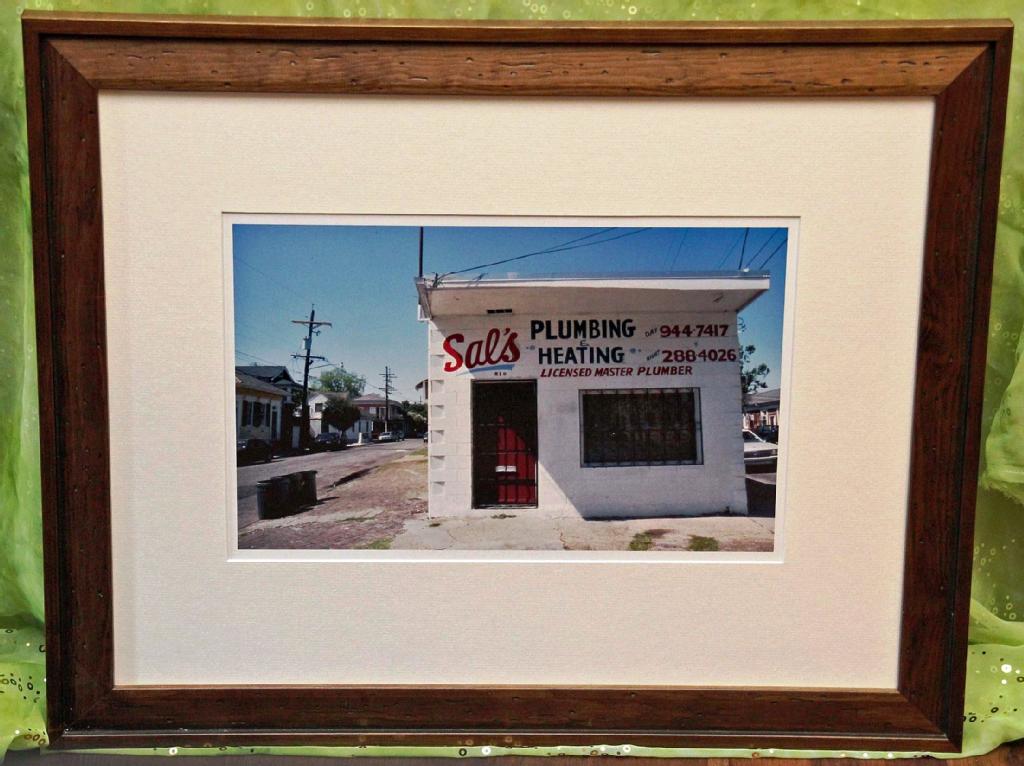 Sal's
PLUMBING
&
HEATING
DAY 944-7417
NIGHT 288-4026
LICENSED MASTER PLUMBER